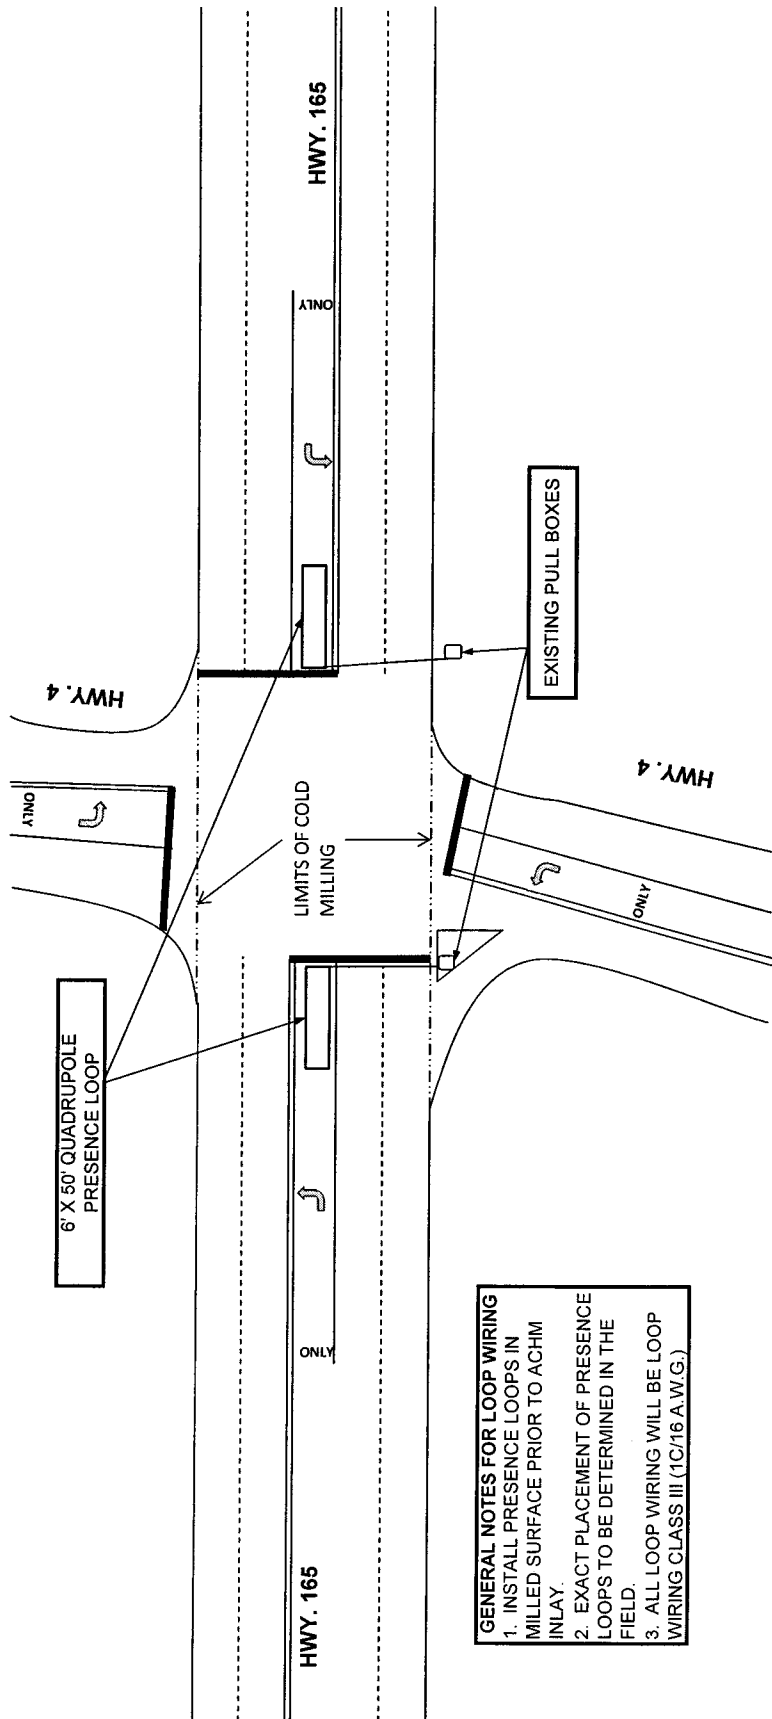 HWY. 165
ONLY
HWY. 4
HWY. 4
ONLY
ONLY
EXISTING PULL BOXES
LIMITS OF COLD
MILLING
6' X 50' QUADRUPOLE
PRESENCE LOOP
ONLY
HWY. 165
GENERAL NOTES FOR LOOP WIRING
1. INSTALL PRESENCE LOOPS IN
MILLED SURFACE PRIOR TO ACHM
INLAY.
2. EXACT PLACEMENT OF PRESENCE
LOOPS TO BE DETERMINED IN THE
FIELD.
3. ALL LOOP WIRING WILL BE LOOP
WIRING CLASS III (1C/16 A.W.G.)